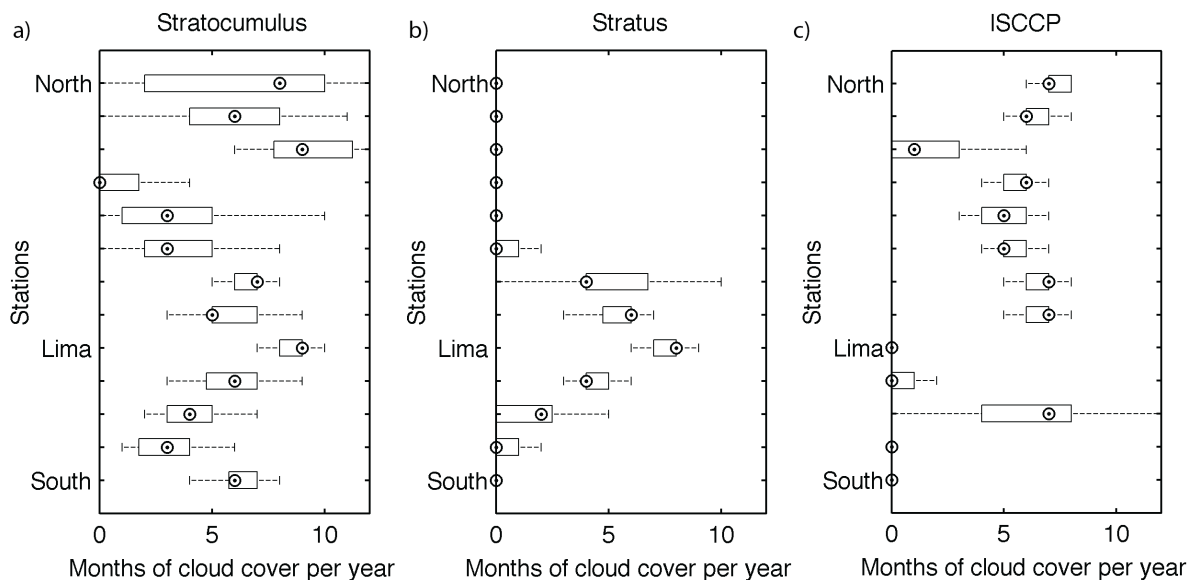 a) Stratocumulus
North
Lima
South
Stations
0 5 10
Months of cloud cover per year
b) Stratus
North
Lima
South
Stations
0 5 10
Months of cloud cover per year
c) ISCCP
North
Lima
South
Stations
0 5 10
Months of cloud cover per year